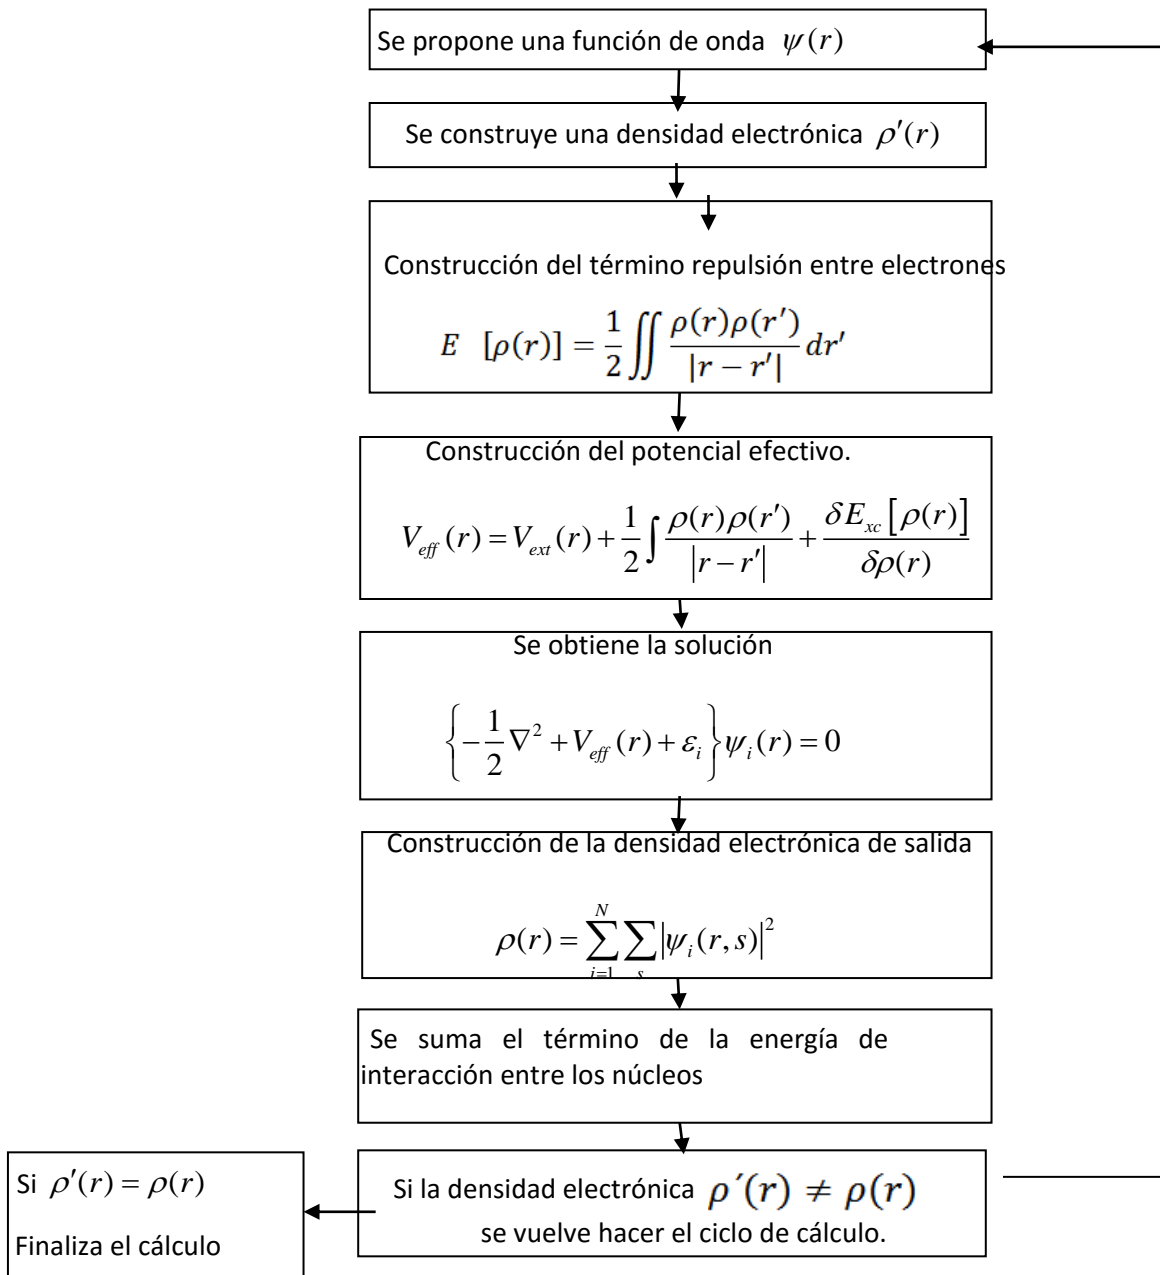 Se propone una función de onda ψ(r)
Se construye una densidad electrónica ρ′(r)
Construcción del término repulsión entre electrones
E [ρ(r)] = 1/2 ∬ ρ(r)ρ(r′)/|r − r′| dr′
Construcción del potencial efectivo.
V_eff(r) = V_ext(r) + 1/2 ∫ ρ(r)ρ(r′)/|r − r′| + δE_xc[ρ(r)]/δρ(r)
Se obtiene la solución
{−1/2 ∇² + V_eff(r) + ε_i} ψ_i(r) = 0
Construcción de la densidad electrónica de salida
ρ(r) = ∑_{i=1}^{N} ∑_s |ψ_i(r, s)|²
Se suma el término de la energía de
interacción entre los núcleos
Si la densidad electrónica ρ´(r) ≠ ρ(r)
se vuelve hacer el ciclo de cálculo.
Si ρ′(r) = ρ(r)
Finaliza el cálculo